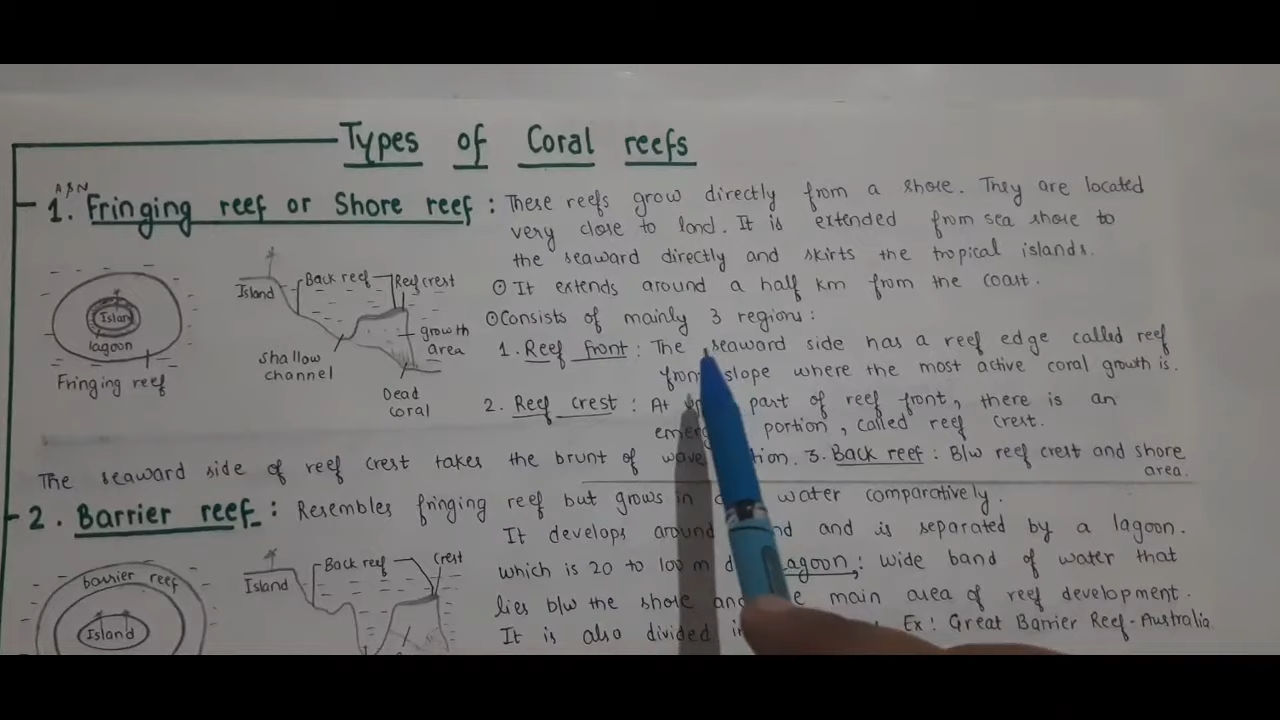 Types of Coral reefs
A&N
1. Fringing reef or Shore reef : These reefs grow directly from a shore. They are located
very close to land. It is extended from sea shore to
the seaward directly and skirts the tropical islands.
⊙ It extends around a half km from the coast.
⊙ Consists of mainly 3 regions:
1. Reef front : The seaward side has a reef edge called reef
front slope where the most active coral growth is.
2. Reef crest : At part of reef front, there is an
portion, called reef crest.
The seaward side of reef crest takes the brunt of wave 3. Back reef : B/w reef crest and shore
area.
Island
lagoon
Fringing reef
Island
Back reef
Reef crest
shallow
channel
growth
area
Dead
coral
2. Barrier reef : Resembles fringing reef but grows in water comparatively.
It develops around and is separated by a lagoon.
which is 20 to 100 m Lagoon : wide band of water that
lies b/w the shore and main area of reef development.
It is also divided Ex: Great Barrier Reef - Australia
barrier reef
Island
Island
Back reef
Crest